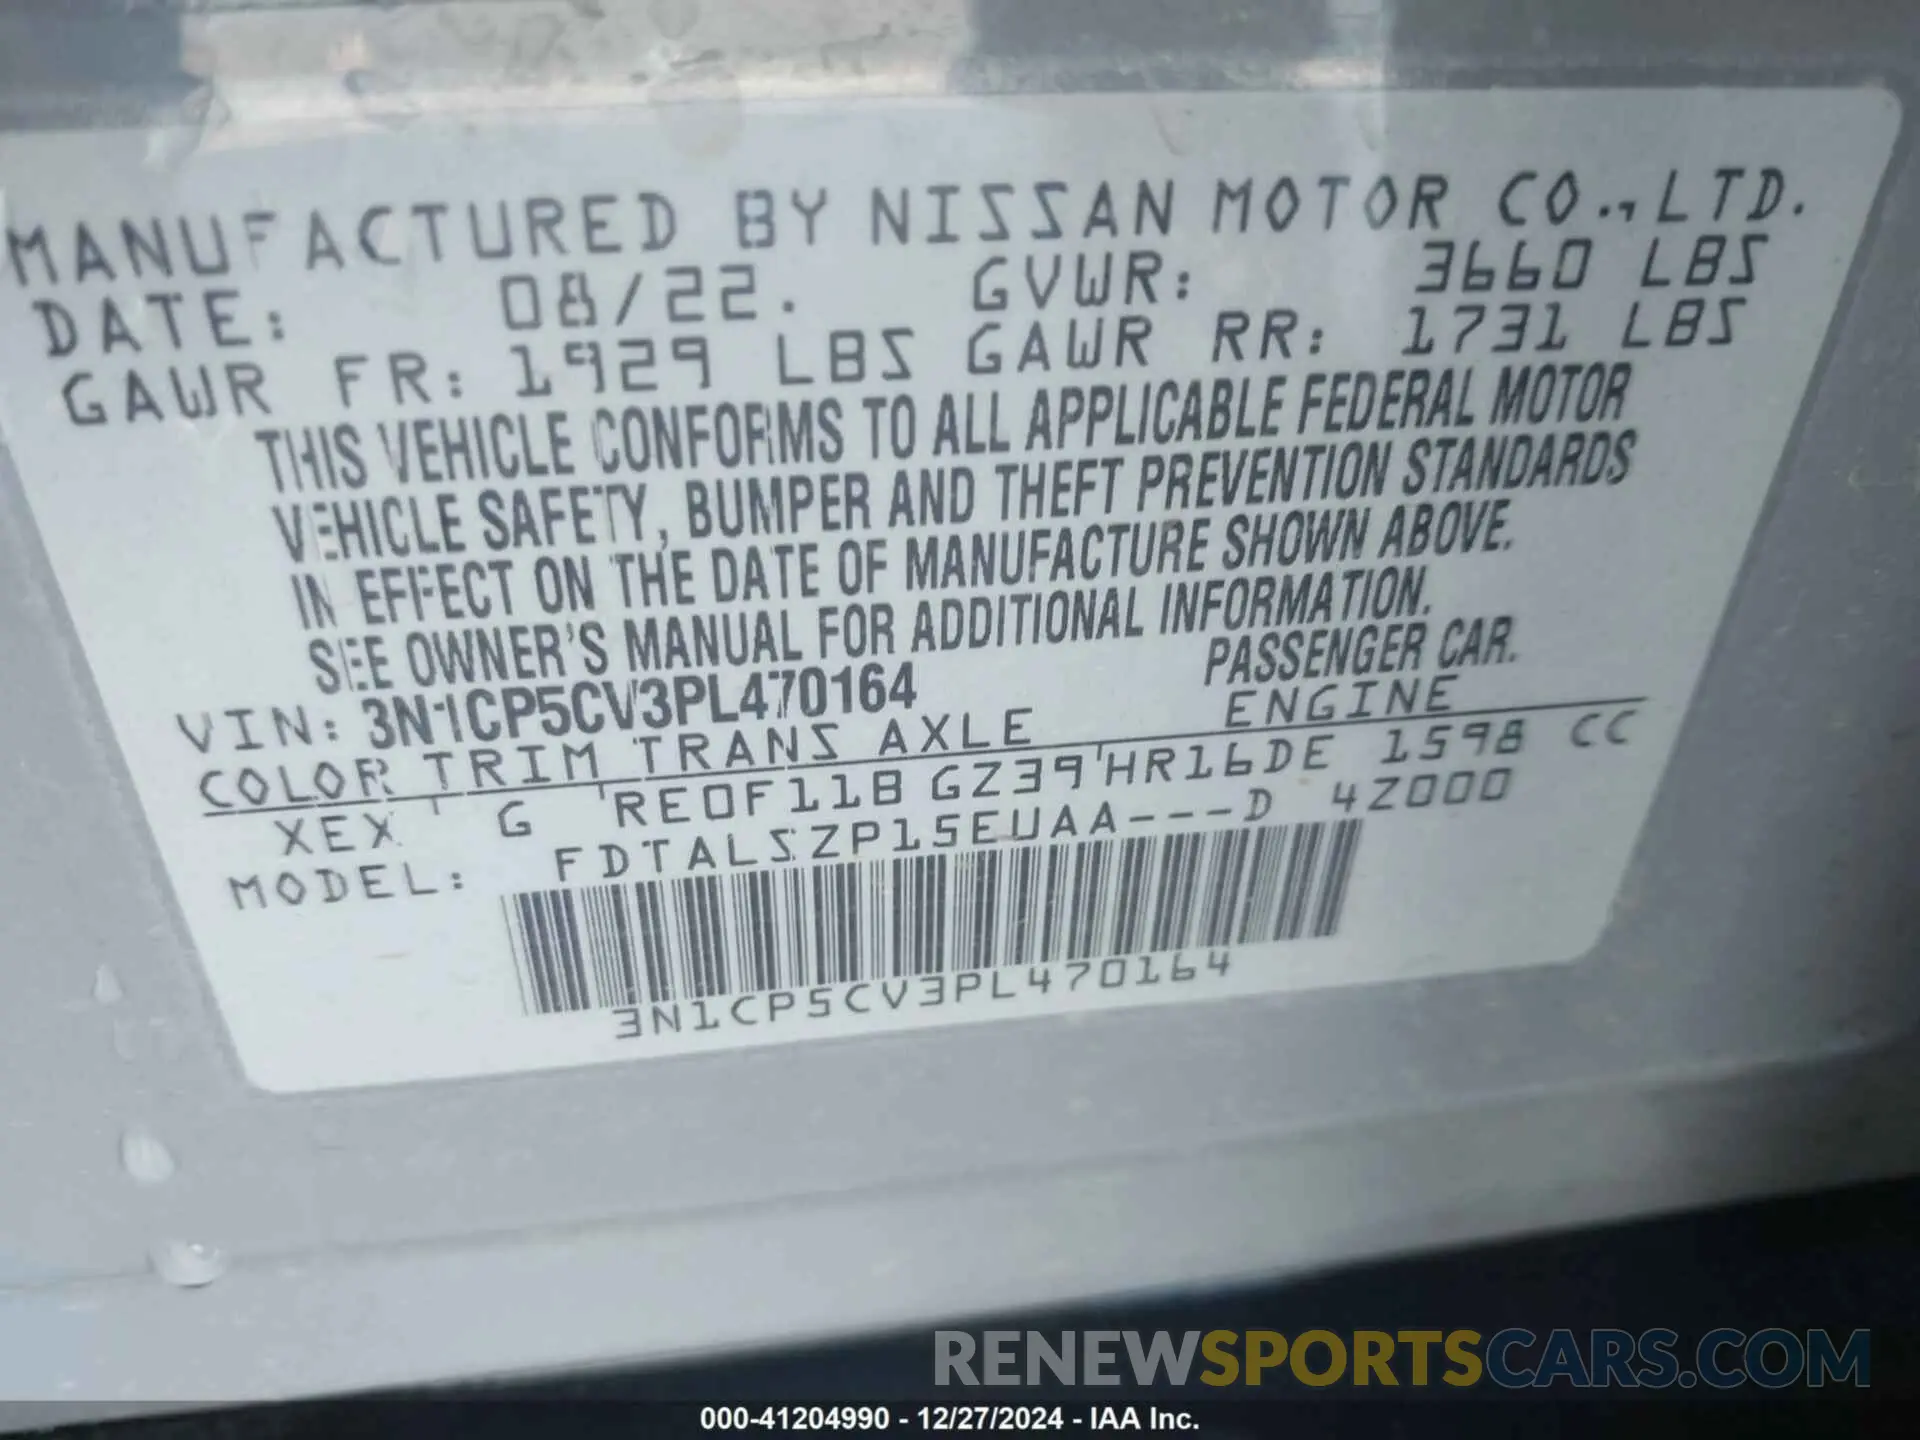 MANUFACTURED BY NISSAN MOTOR CO.,LTD.
DATE: 08/22. GVWR: 3660 LBS
GAWR FR: 1929 LBS GAWR RR: 1731 LBS
THIS VEHICLE CONFORMS TO ALL APPLICABLE FEDERAL MOTOR
VEHICLE SAFETY, BUMPER AND THEFT PREVENTION STANDARDS
IN EFFECT ON THE DATE OF MANUFACTURE SHOWN ABOVE.
SEE OWNER'S MANUAL FOR ADDITIONAL INFORMATION.
VIN: 3N1CP5CV3PL470164 PASSENGER CAR.
COLOR TRIM TRANS AXLE ENGINE
XEX G RE0F11B GZ39 HR16DE 1598 CC
MODEL: FDTALSZP15EUAA---D 4Z000
3N1CP5CV3PL470164
RENEWSPORTSCARS.COM
000-41204990 - 12/27/2024 - IAA Inc.